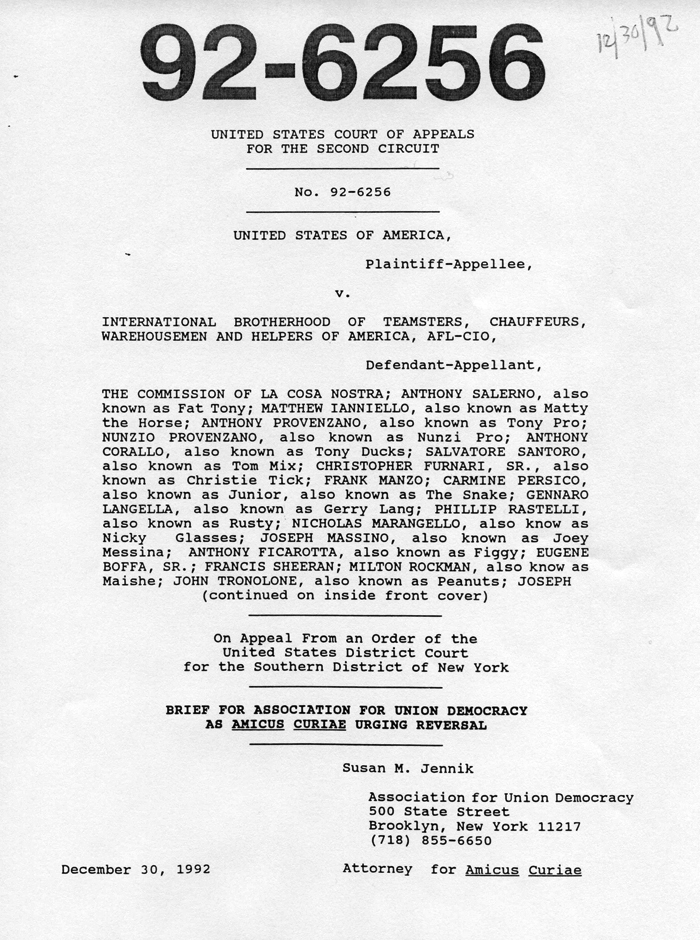 92-6256
12/30/92
UNITED STATES COURT OF APPEALS
FOR THE SECOND CIRCUIT
No. 92-6256
UNITED STATES OF AMERICA,
Plaintiff-Appellee,
v.
INTERNATIONAL BROTHERHOOD OF TEAMSTERS, CHAUFFEURS,
WAREHOUSEMEN AND HELPERS OF AMERICA, AFL-CIO,
Defendant-Appellant,
THE COMMISSION OF LA COSA NOSTRA; ANTHONY SALERNO, also
known as Fat Tony; MATTHEW IANNIELLO, also known as Matty
the Horse; ANTHONY PROVENZANO, also known as Tony Pro;
NUNZIO PROVENZANO, also known as Nunzi Pro; ANTHONY
CORALLO, also known as Tony Ducks; SALVATORE SANTORO,
also known as Tom Mix; CHRISTOPHER FURNARI, SR., also
known as Christie Tick; FRANK MANZO; CARMINE PERSICO,
also known as Junior, also known as The Snake; GENNARO
LANGELLA, also known as Gerry Lang; PHILLIP RASTELLI,
also known as Rusty; NICHOLAS MARANGELLO, also know as
Nicky Glasses; JOSEPH MASSINO, also known as Joey
Messina; ANTHONY FICAROTTA, also known as Figgy; EUGENE
BOFFA, SR.; FRANCIS SHEERAN; MILTON ROCKMAN, also know as
Maishe; JOHN TRONOLONE, also known as Peanuts; JOSEPH
(continued on inside front cover)
On Appeal From an Order of the
United States District Court
for the Southern District of New York
BRIEF FOR ASSOCIATION FOR UNION DEMOCRACY
AS AMICUS CURIAE URGING REVERSAL
Susan M. Jennik
Association for Union Democracy
500 State Street
Brooklyn, New York 11217
(718) 855-6650
December 30, 1992
Attorney for Amicus Curiae